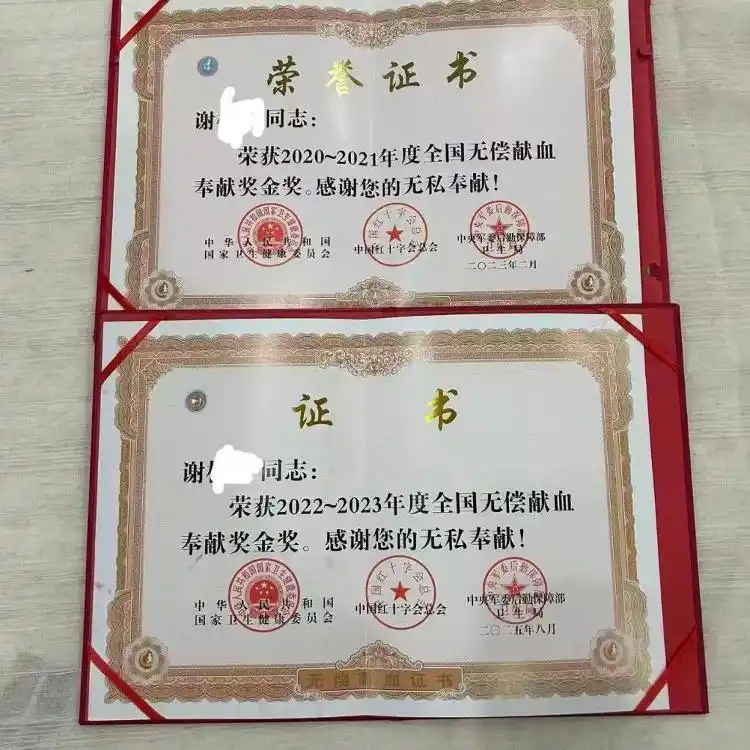 荣誉证书
谢 同志：
荣获2020~2021年度全国无偿献血
奉献奖金奖。感谢您的无私奉献！
中华人民共和国 中国红十字会总会 中央军委后勤保障部
国家卫生健康委员会 卫生局
二〇二三年二月
证书
谢 同志：
荣获2022~2023年度全国无偿献血
奉献奖金奖。感谢您的无私奉献！
中华人民共和国 中国红十字会总会 中央军委后勤保障部
国家卫生健康委员会 卫生局
二〇二五年八月
无偿献血证书